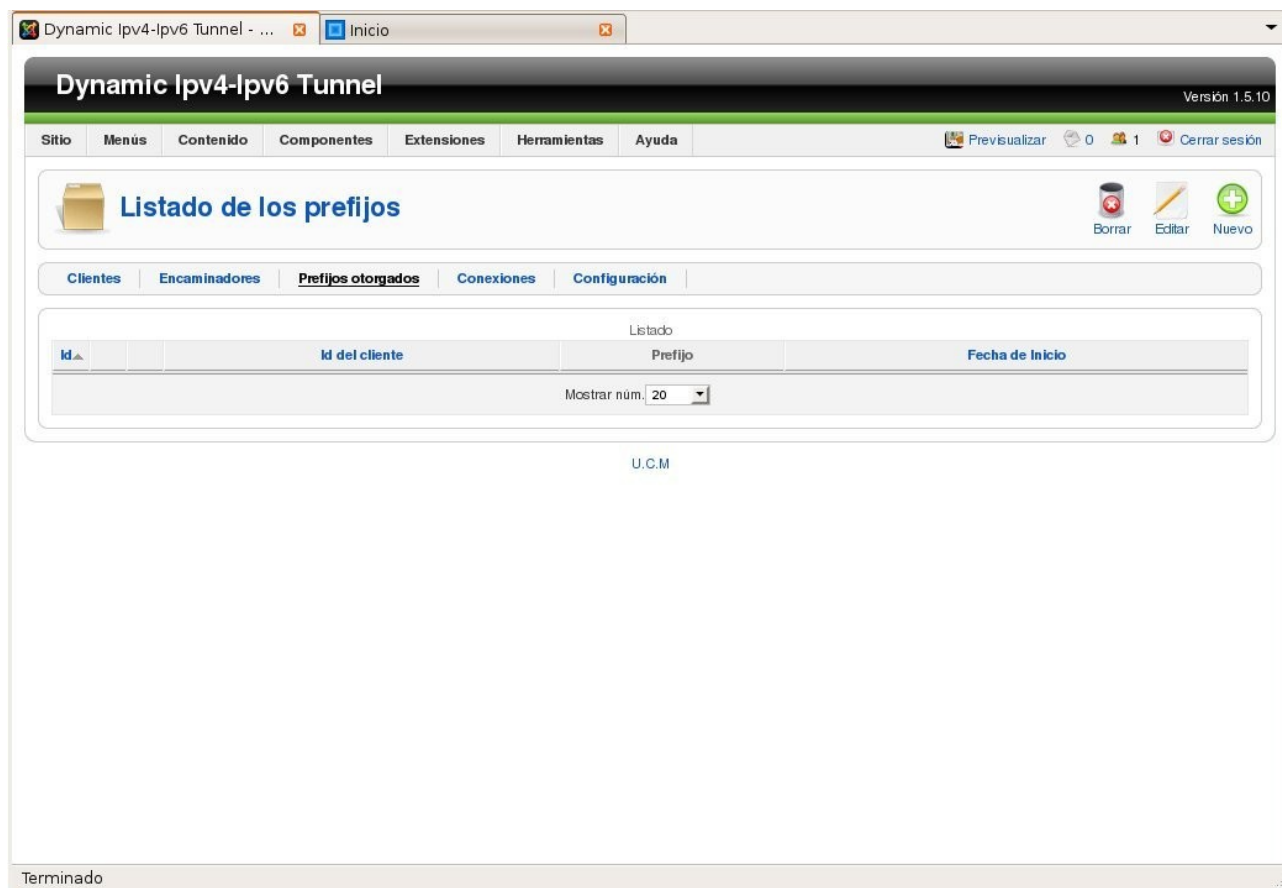 Dynamic Ipv4-Ipv6 Tunnel - ... Inicio
Dynamic Ipv4-Ipv6 Tunnel
Versión 1.5.10
Sitio Menús Contenido Componentes Extensiones Herramientas Ayuda Previsualizar 0 1 Cerrar sesión
Listado de los prefijos
Borrar Editar Nuevo
Clientes Encaminadores Prefijos otorgados Conexiones Configuración
Listado
Id Id del cliente Prefijo Fecha de Inicio
Mostrar núm. 20
U.C.M
Terminado